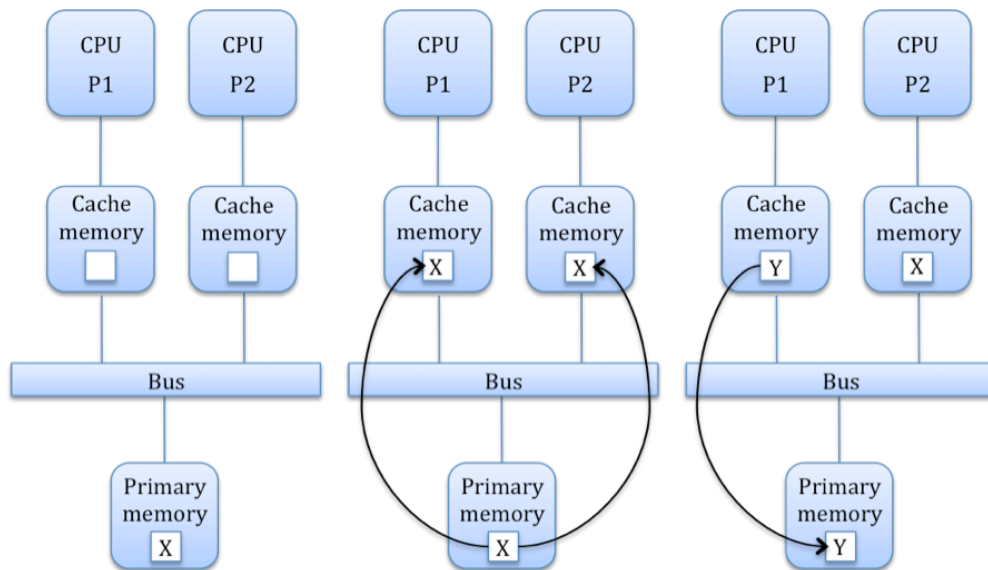 CPU
P1
CPU
P2
Cache
memory
Cache
memory
Bus
Primary
memory
X
CPU
P1
CPU
P2
Cache
memory
X
Cache
memory
X
Bus
Primary
memory
X
CPU
P1
CPU
P2
Cache
memory
Y
Cache
memory
X
Bus
Primary
memory
Y